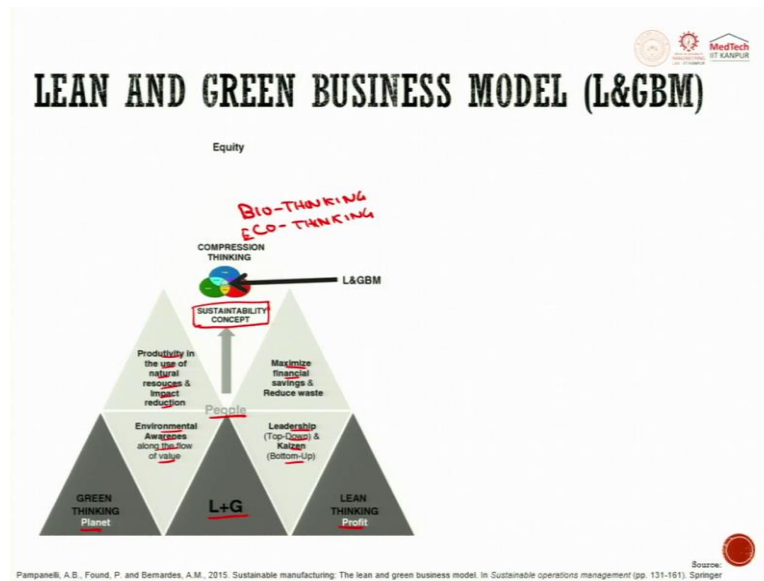 MedTech
IIT KANPUR
LEAN AND GREEN BUSINESS MODEL (L&GBM)
Equity
BIO-THINKING
ECO-THINKING
COMPRESSION
THINKING
L&GBM
SUSTAINTABILITY
CONCEPT
Produtivity in
the use of
natural
resouces &
Impact
reduction
Maximize
financial
savings &
Reduce waste
People
Environmental
Awarenes
along the flow
of value
Leadership
(Top-Down) &
Kaizen
(Bottom-Up)
GREEN
THINKING
Planet
L+G
LEAN
THINKING
Profit
Source:
Pampanelli, A.B., Found, P. and Bernardes, A.M., 2015. Sustainable manufacturing: The lean and green business model. In Sustainable operations management (pp. 131-161). Springer